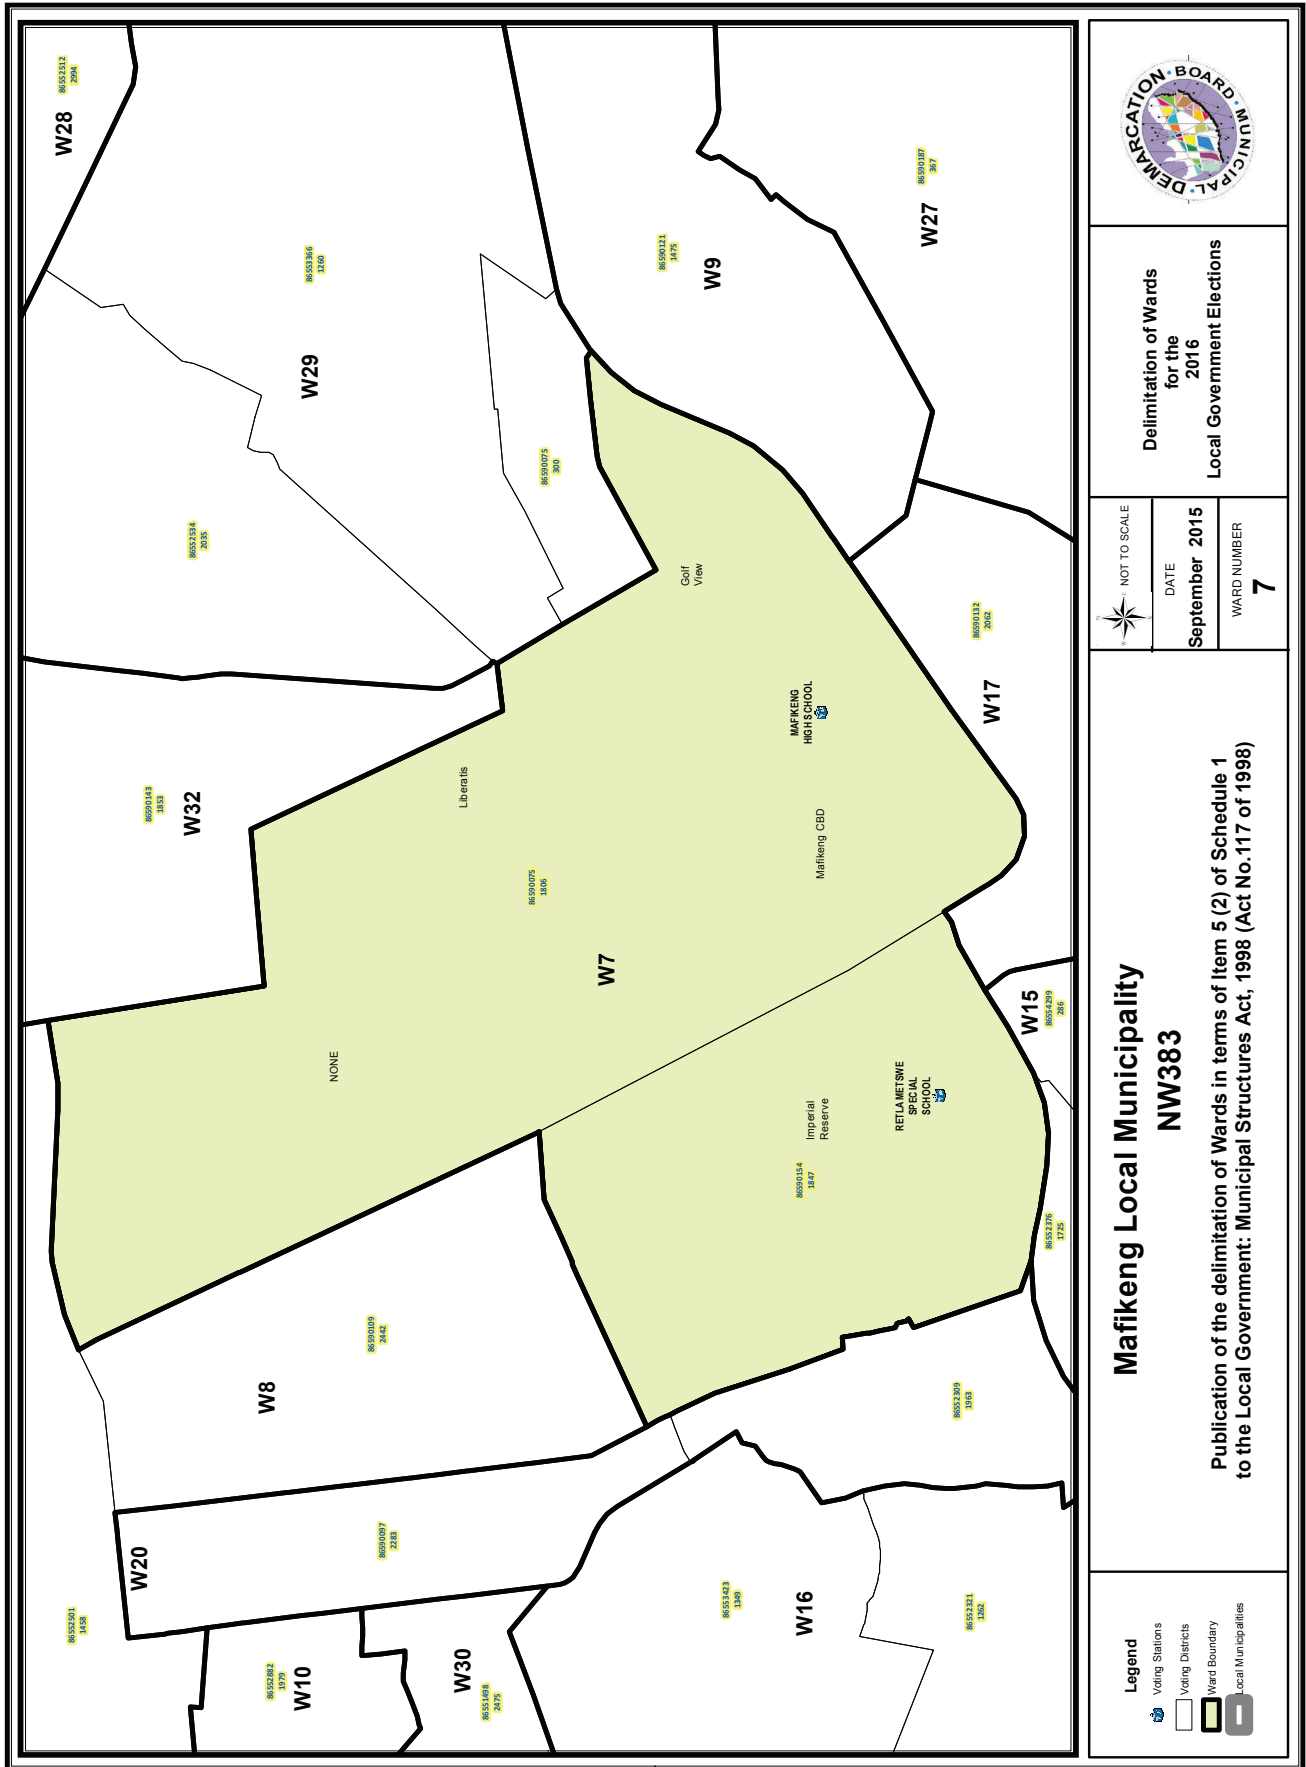 86552512
2994
W28
86553366
1260
W29
86590121
1475
W9
86590187
367
W27
86552534
2035
86590075
300
Golf
View
86590132
2062
W17
MAFIKENG
HIGH SCHOOL
86590143
1853
W32
Liberatis
Mafikeng CBD
86590075
1806
W7
NONE
W15
86554299
286
RETLAMETSWE
SPECIAL
SCHOOL
Imperial
Reserve
86590154
1847
86552376
1725
86590109
2442
W8
86552309
1963
W20
86590097
2283
86552501
1458
86552882
1979
W10
W30
86551498
2475
86553423
1349
W16
86552321
1262
Legend
Voting Stations
Voting Districts
Ward Boundary
Local Municipalities
Mafikeng Local Municipality
NW383
Publication of the delimitation of Wards in terms of Item 5 (2) of Schedule 1
to the Local Government: Municipal Structures Act, 1998 (Act No.117 of 1998)
NOT TO SCALE
DATE
September 2015
WARD NUMBER
7
Delimitation of Wards
for the
2016
Local Government Elections
MUNICIPAL DEMARCATION BOARD